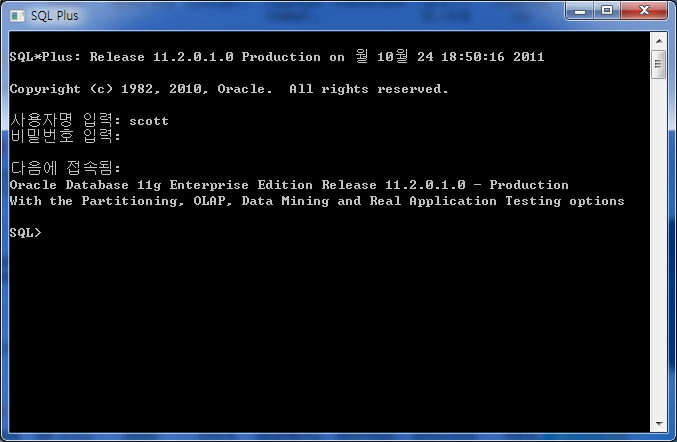 SQL Plus
SQL*Plus: Release 11.2.0.1.0 Production on 월 10월 24 18:50:16 2011
Copyright (c) 1982, 2010, Oracle.  All rights reserved.
사용자명 입력: scott
비밀번호 입력:
다음에 접속됨:
Oracle Database 11g Enterprise Edition Release 11.2.0.1.0 - Production
With the Partitioning, OLAP, Data Mining and Real Application Testing options
SQL>